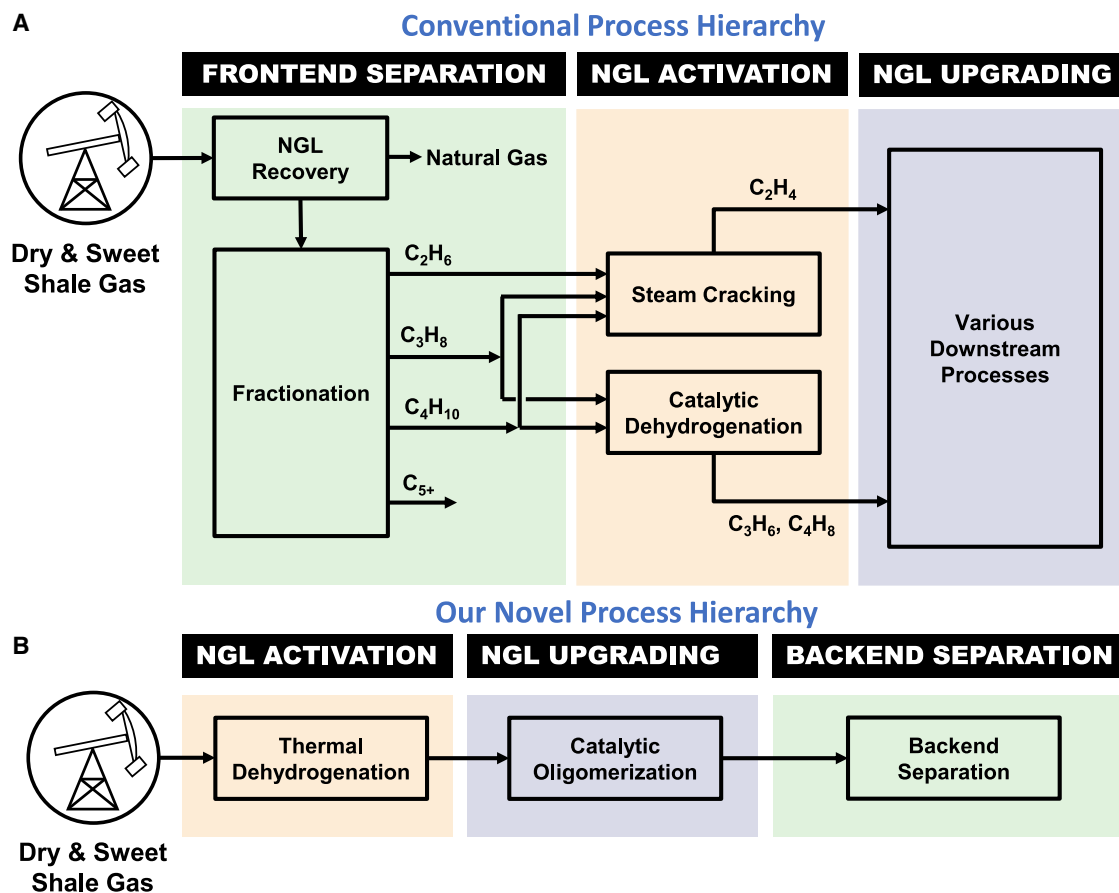 A
Conventional Process Hierarchy
FRONTEND SEPARATION
NGL ACTIVATION
NGL UPGRADING
NGL
Recovery
Natural Gas
Dry & Sweet
Shale Gas
Fractionation
C₂H₆
C₃H₈
C₄H₁₀
C₅₊
C₂H₄
Steam Cracking
Catalytic
Dehydrogenation
C₃H₆, C₄H₈
Various
Downstream
Processes
Our Novel Process Hierarchy
B
NGL ACTIVATION
NGL UPGRADING
BACKEND SEPARATION
Thermal
Dehydrogenation
Catalytic
Oligomerization
Backend
Separation
Dry & Sweet
Shale Gas